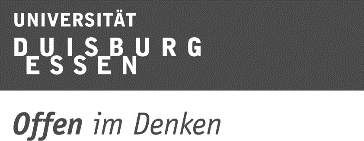 UNIVERSITÄT
DUISBURG
ESSEN
Offen im Denken